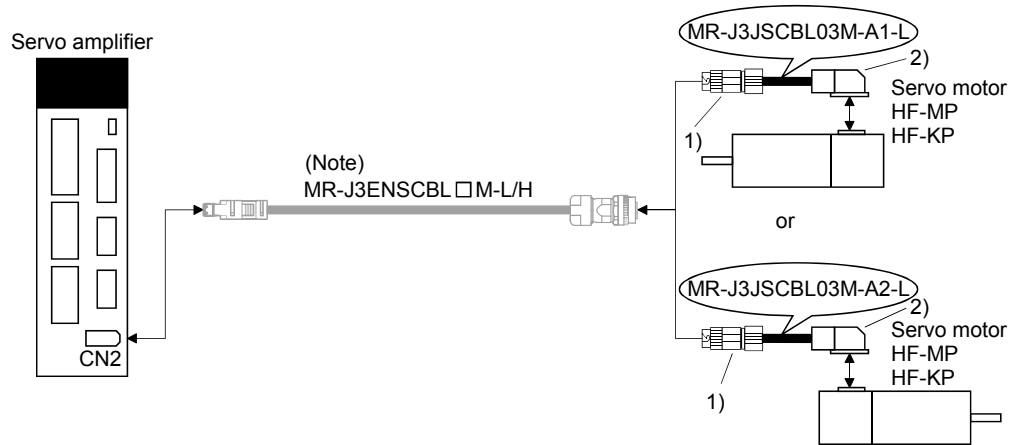 Servo amplifier
CN2
(Note)
MR-J3ENSCBL□M-L/H
MR-J3JSCBL03M-A1-L
2)
1)
Servo motor
HF-MP
HF-KP
or
MR-J3JSCBL03M-A2-L
2)
1)
Servo motor
HF-MP
HF-KP